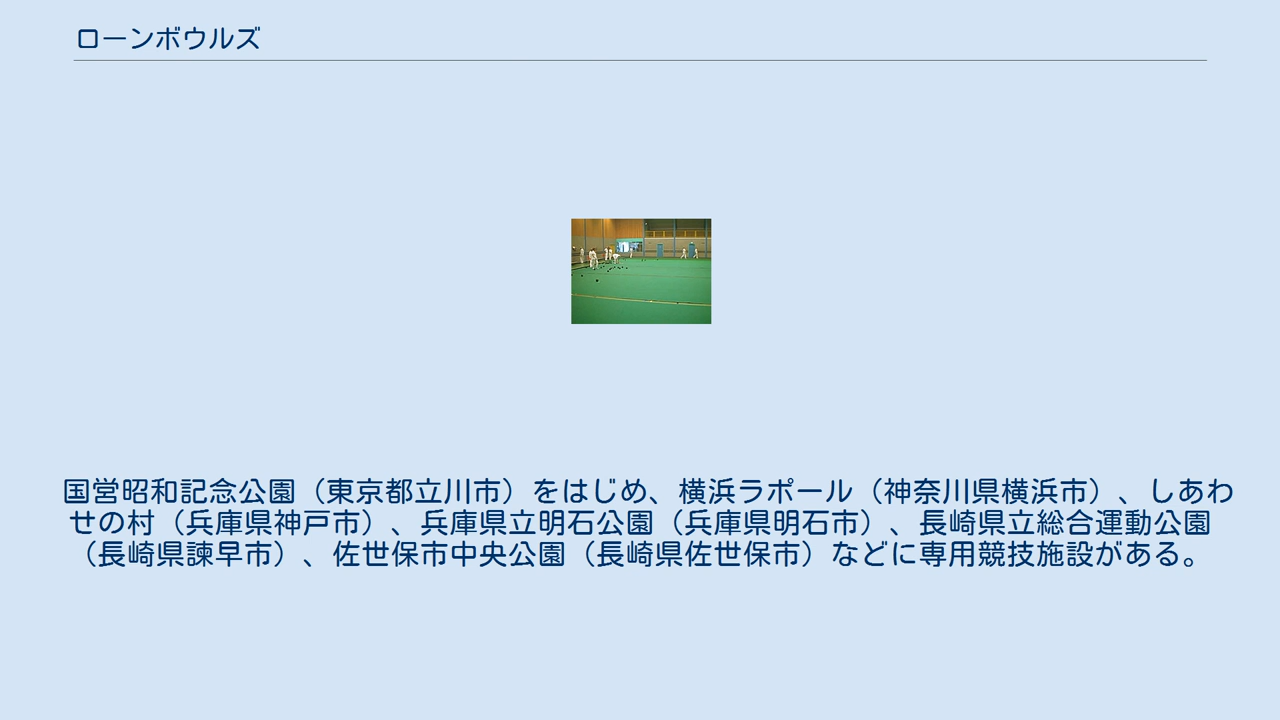 ローンボウルズ
国営昭和記念公園（東京都立川市）をはじめ、横浜ラポール（神奈川県横浜市）、しあわ
せの村（兵庫県神戸市）、兵庫県立明石公園（兵庫県明石市）、長崎県立総合運動公園
（長崎県諫早市）、佐世保市中央公園（長崎県佐世保市）などに専用競技施設がある。